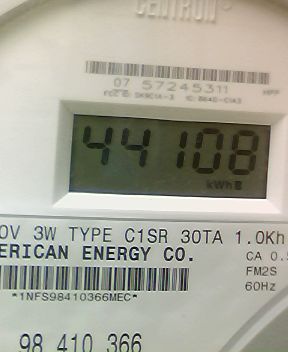 CENTRON
07 57245311
44108
kWh
0V 3W TYPE C1SR 30TA 1.0Kh
ERICAN ENERGY CO. CA 0.5
FM2S
*1NFS98410366MEC* 60Hz
98 410 366